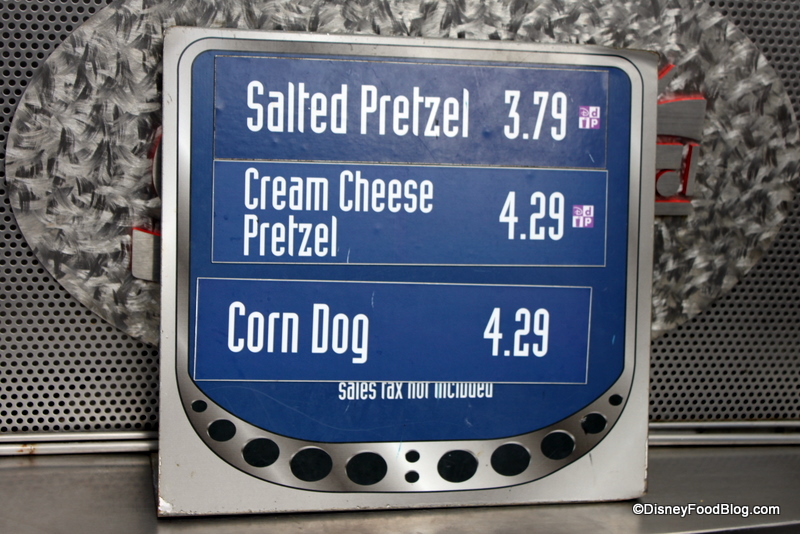 Salted Pretzel 3.79
Cream Cheese
Pretzel 4.29
Corn Dog 4.29
sales tax not included
©DisneyFoodBlog.com